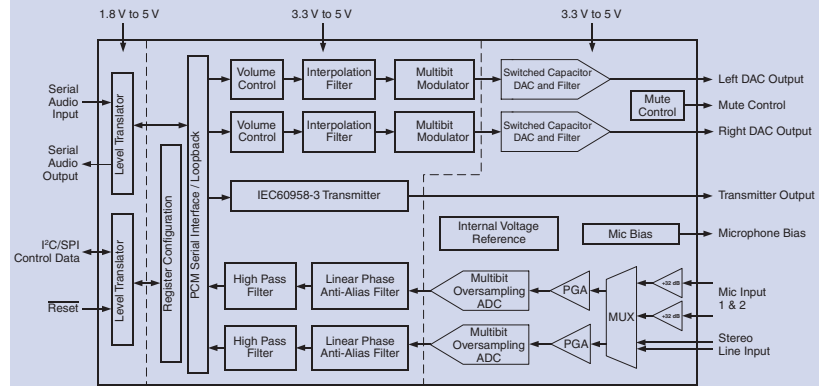 1.8 V to 5 V
3.3 V to 5 V
3.3 V to 5 V
Serial
Audio
Input
Serial
Audio
Output
I²C/SPI
Control Data
Reset
Level Translator
Level Translator
Register Configuration
PCM Serial Interface / Loopback
Volume
Control
Interpolation
Filter
Multibit
Modulator
Switched Capacitor
DAC and Filter
Left DAC Output
Mute
Control
Mute Control
Volume
Control
Interpolation
Filter
Multibit
Modulator
Switched Capacitor
DAC and Filter
Right DAC Output
IEC60958-3 Transmitter
Transmitter Output
Internal Voltage
Reference
Mic Bias
Microphone Bias
High Pass
Filter
Linear Phase
Anti-Alias Filter
Multibit
Oversampling
ADC
PGA
MUX
+32 dB
+32 dB
Mic Input
1 & 2
High Pass
Filter
Linear Phase
Anti-Alias Filter
Multibit
Oversampling
ADC
PGA
Stereo
Line Input